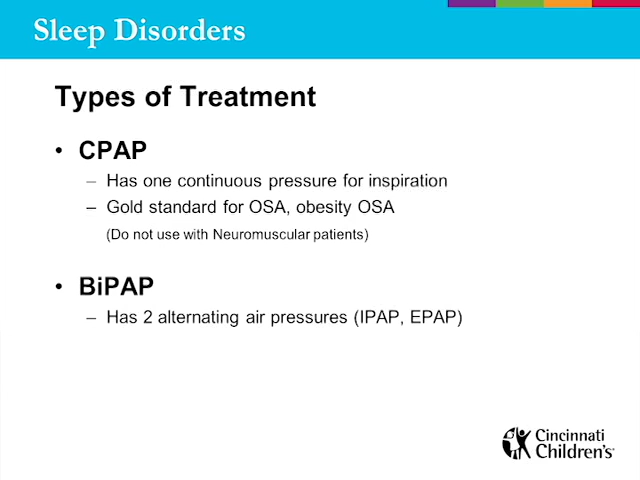 Sleep Disorders
Types of Treatment
• CPAP
– Has one continuous pressure for inspiration
– Gold standard for OSA, obesity OSA
(Do not use with Neuromuscular patients)
• BiPAP
– Has 2 alternating air pressures (IPAP, EPAP)
Cincinnati
Children's